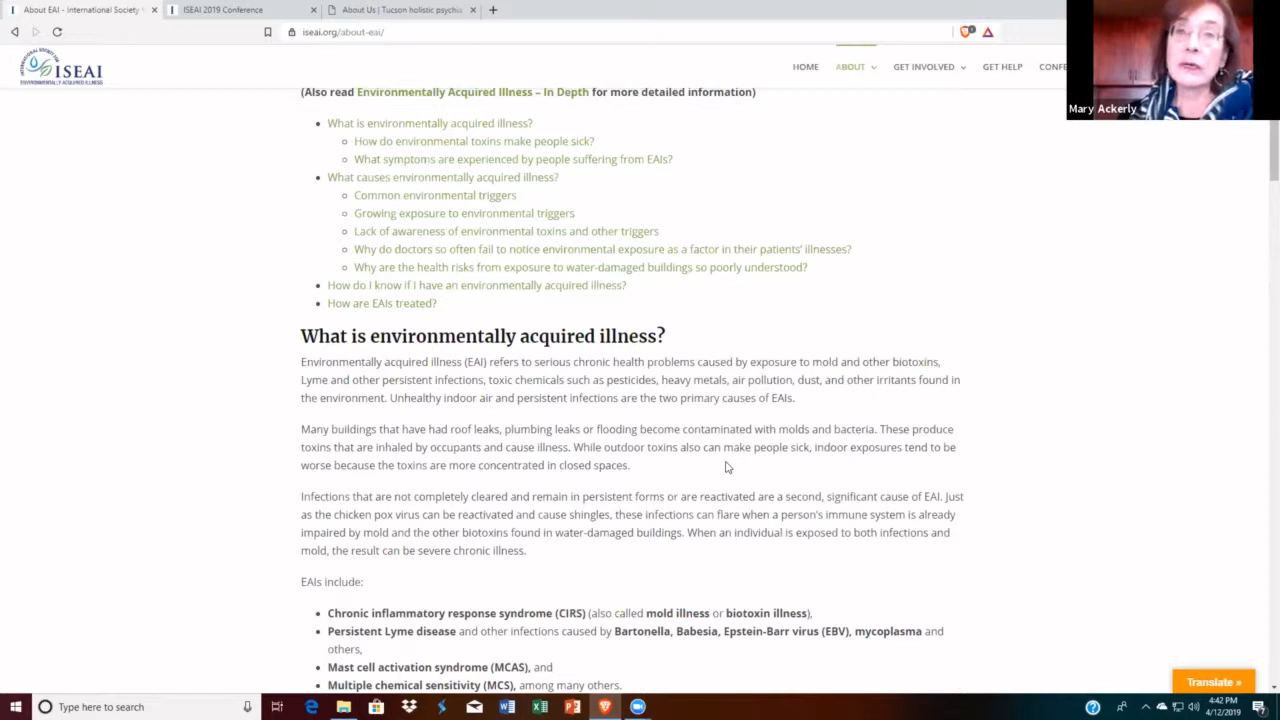 About EAI - International Society
ISEAI 2019 Conference
About Us | Tucson holistic psychia
iseai.org/about-eai/
ISEAI
INTERNATIONAL SOCIETY FOR
ENVIRONMENTALLY ACQUIRED ILLNESS
HOME
ABOUT
GET INVOLVED
GET HELP
CONFE
Mary Ackerly
(Also read Environmentally Acquired Illness – In Depth for more detailed information)
• What is environmentally acquired illness?
○ How do environmental toxins make people sick?
○ What symptoms are experienced by people suffering from EAIs?
• What causes environmentally acquired illness?
○ Common environmental triggers
○ Growing exposure to environmental triggers
○ Lack of awareness of environmental toxins and other triggers
○ Why do doctors so often fail to notice environmental exposure as a factor in their patients’ illnesses?
○ Why are the health risks from exposure to water-damaged buildings so poorly understood?
• How do I know if I have an environmentally acquired illness?
• How are EAIs treated?
What is environmentally acquired illness?
Environmentally acquired illness (EAI) refers to serious chronic health problems caused by exposure to mold and other biotoxins,
Lyme and other persistent infections, toxic chemicals such as pesticides, heavy metals, air pollution, dust, and other irritants found in
the environment. Unhealthy indoor air and persistent infections are the two primary causes of EAIs.
Many buildings that have had roof leaks, plumbing leaks or flooding become contaminated with molds and bacteria. These produce
toxins that are inhaled by occupants and cause illness. While outdoor toxins also can make people sick, indoor exposures tend to be
worse because the toxins are more concentrated in closed spaces.
Infections that are not completely cleared and remain in persistent forms or are reactivated are a second, significant cause of EAI. Just
as the chicken pox virus can be reactivated and cause shingles, these infections can flare when a person’s immune system is already
impaired by mold and the other biotoxins found in water-damaged buildings. When an individual is exposed to both infections and
mold, the result can be severe chronic illness.
EAIs include:
• Chronic inflammatory response syndrome (CIRS) (also called mold illness or biotoxin illness),
• Persistent Lyme disease and other infections caused by Bartonella, Babesia, Epstein-Barr virus (EBV), mycoplasma and
others,
• Mast cell activation syndrome (MCAS), and
• Multiple chemical sensitivity (MCS), among many others.
Translate »
Type here to search
4:42 PM
4/12/2019